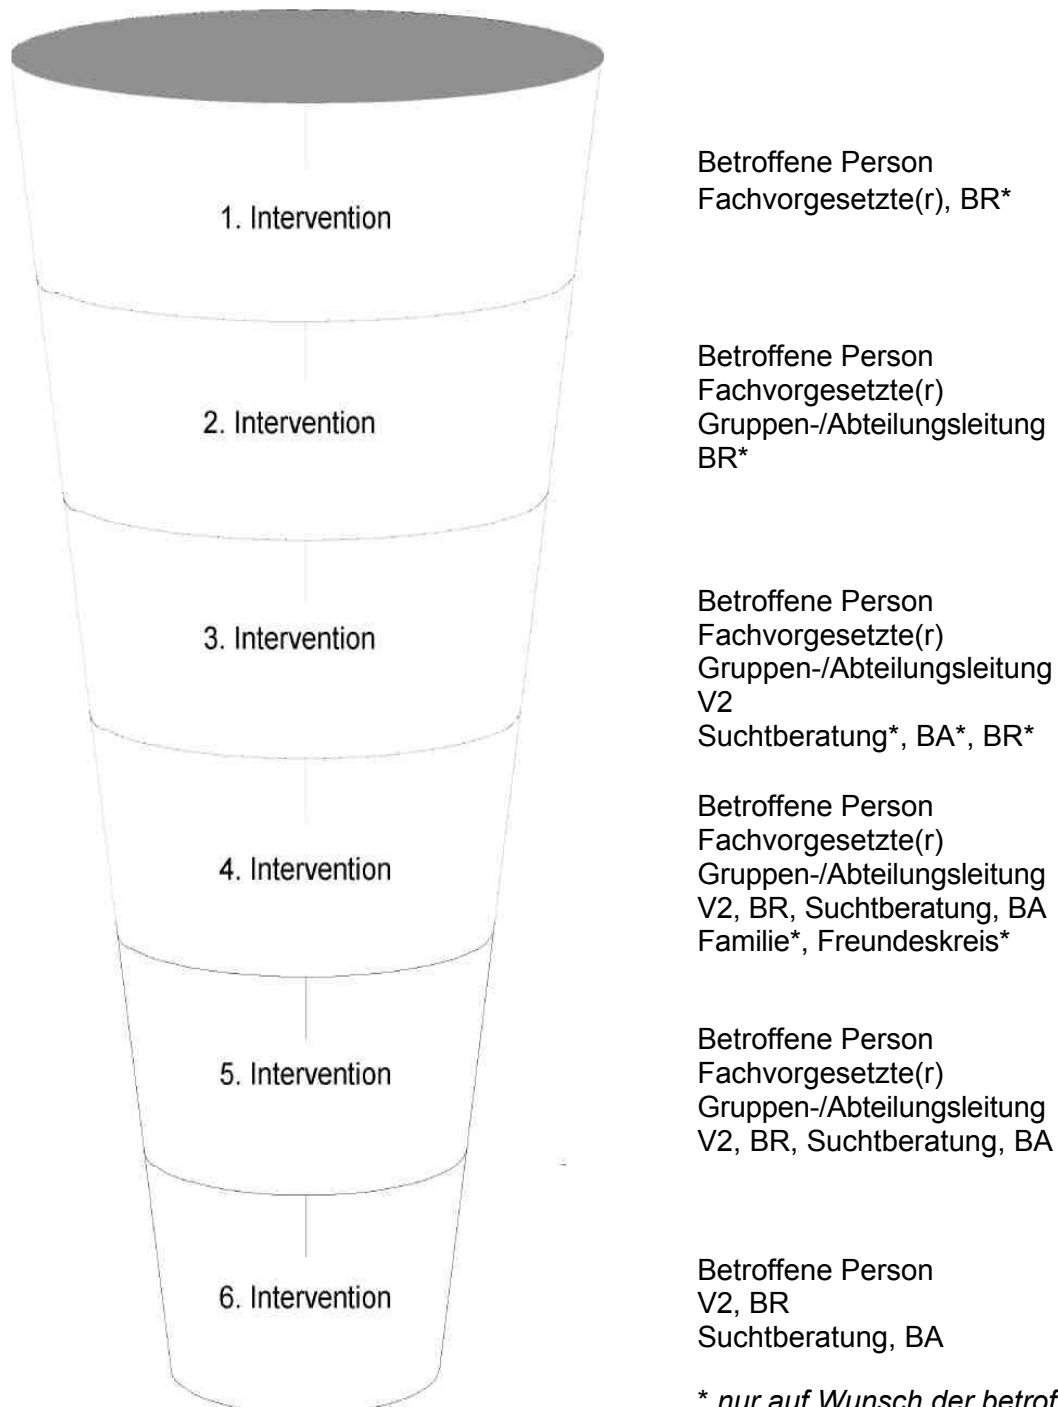 1. Intervention
Betroffene Person
Fachvorgesetzte(r), BR*
2. Intervention
Betroffene Person
Fachvorgesetzte(r)
Gruppen-/Abteilungsleitung
BR*
3. Intervention
Betroffene Person
Fachvorgesetzte(r)
Gruppen-/Abteilungsleitung
V2
Suchtberatung*, BA*, BR*
4. Intervention
Betroffene Person
Fachvorgesetzte(r)
Gruppen-/Abteilungsleitung
V2, BR, Suchtberatung, BA
Familie*, Freundeskreis*
5. Intervention
Betroffene Person
Fachvorgesetzte(r)
Gruppen-/Abteilungsleitung
V2, BR, Suchtberatung, BA
6. Intervention
Betroffene Person
V2, BR
Suchtberatung, BA
* nur auf Wunsch der